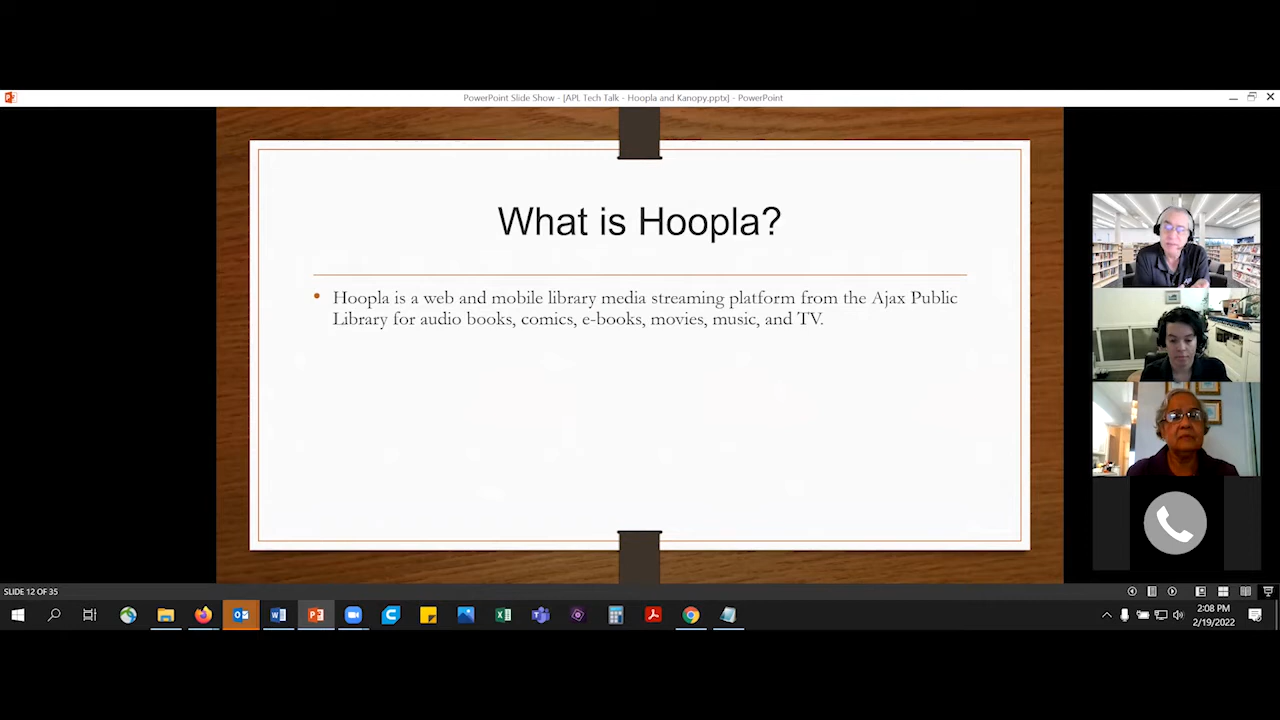 PowerPoint Slide Show - [APL Tech Talk - Hoopla and Kanopy.pptx] - PowerPoint
What is Hoopla?
• Hoopla is a web and mobile library media streaming platform from the Ajax Public
Library for audio books, comics, e-books, movies, music, and TV.
SLIDE 12 OF 35
2:08 PM
2/19/2022